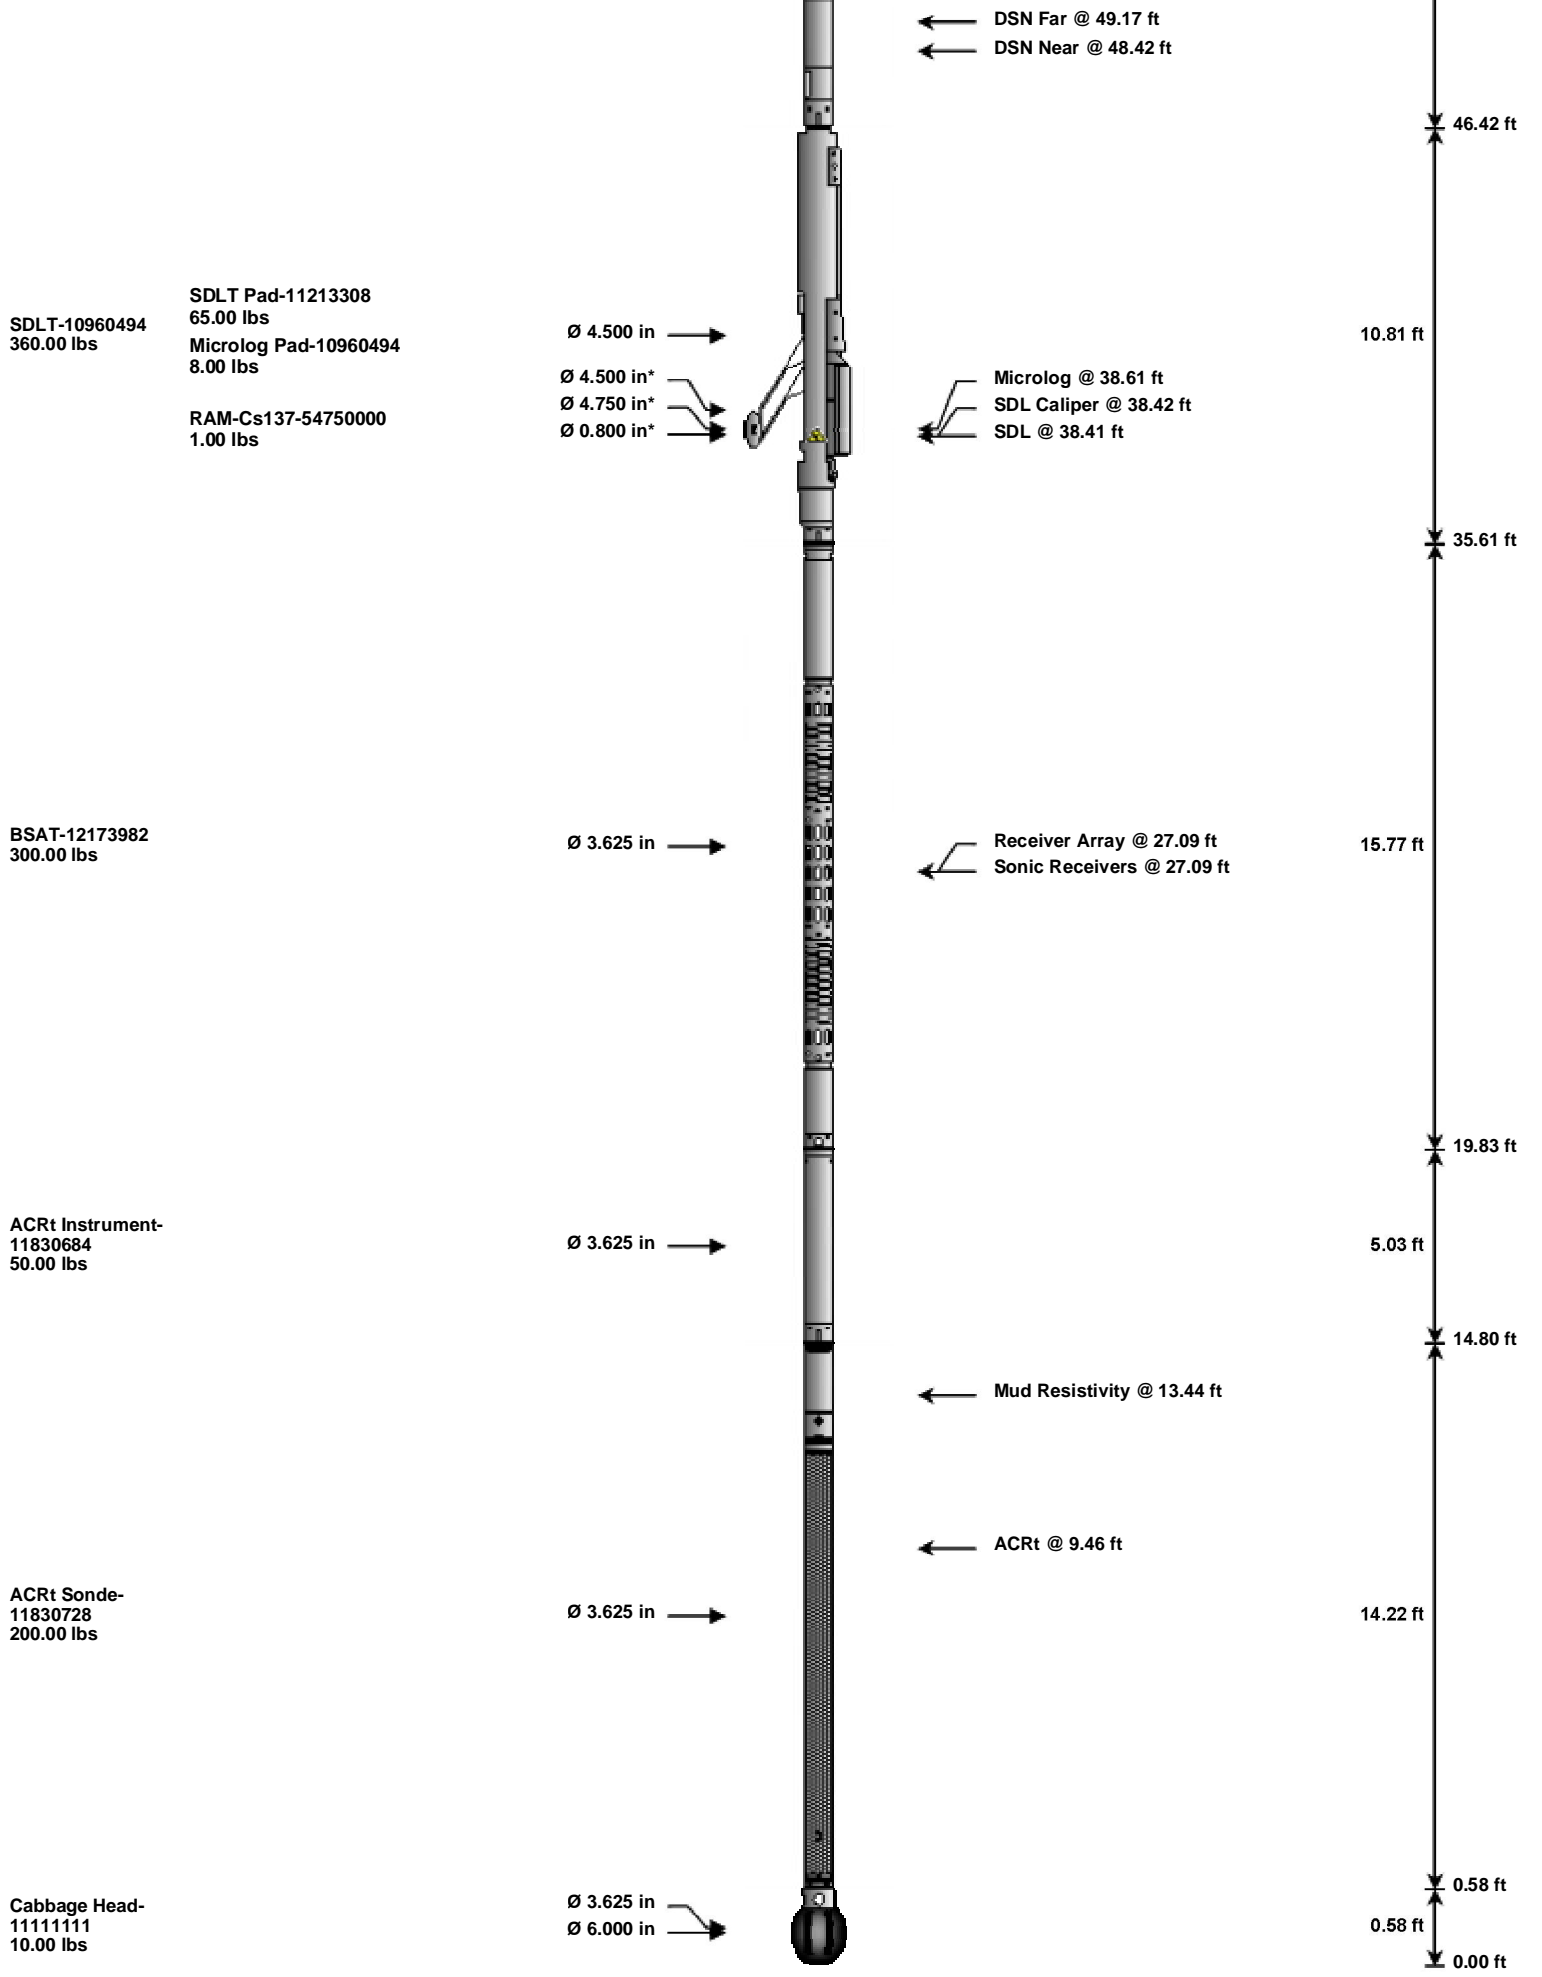 DSN Far @ 49.17 ft
DSN Near @ 48.42 ft
46.42 ft
SDLT-10960494
360.00 lbs
SDLT Pad-11213308
65.00 lbs
Microlog Pad-10960494
8.00 lbs
RAM-Cs137-54750000
1.00 lbs
Ø 4.500 in
Ø 4.500 in*
Ø 4.750 in*
Ø 0.800 in*
Microlog @ 38.61 ft
SDL Caliper @ 38.42 ft
SDL @ 38.41 ft
10.81 ft
35.61 ft
BSAT-12173982
300.00 lbs
Ø 3.625 in
Receiver Array @ 27.09 ft
Sonic Receivers @ 27.09 ft
15.77 ft
19.83 ft
ACRt Instrument-
11830684
50.00 lbs
Ø 3.625 in
5.03 ft
14.80 ft
Mud Resistivity @ 13.44 ft
ACRt @ 9.46 ft
ACRt Sonde-
11830728
200.00 lbs
Ø 3.625 in
14.22 ft
0.58 ft
Cabbage Head-
11111111
10.00 lbs
Ø 3.625 in
Ø 6.000 in
0.58 ft
0.00 ft